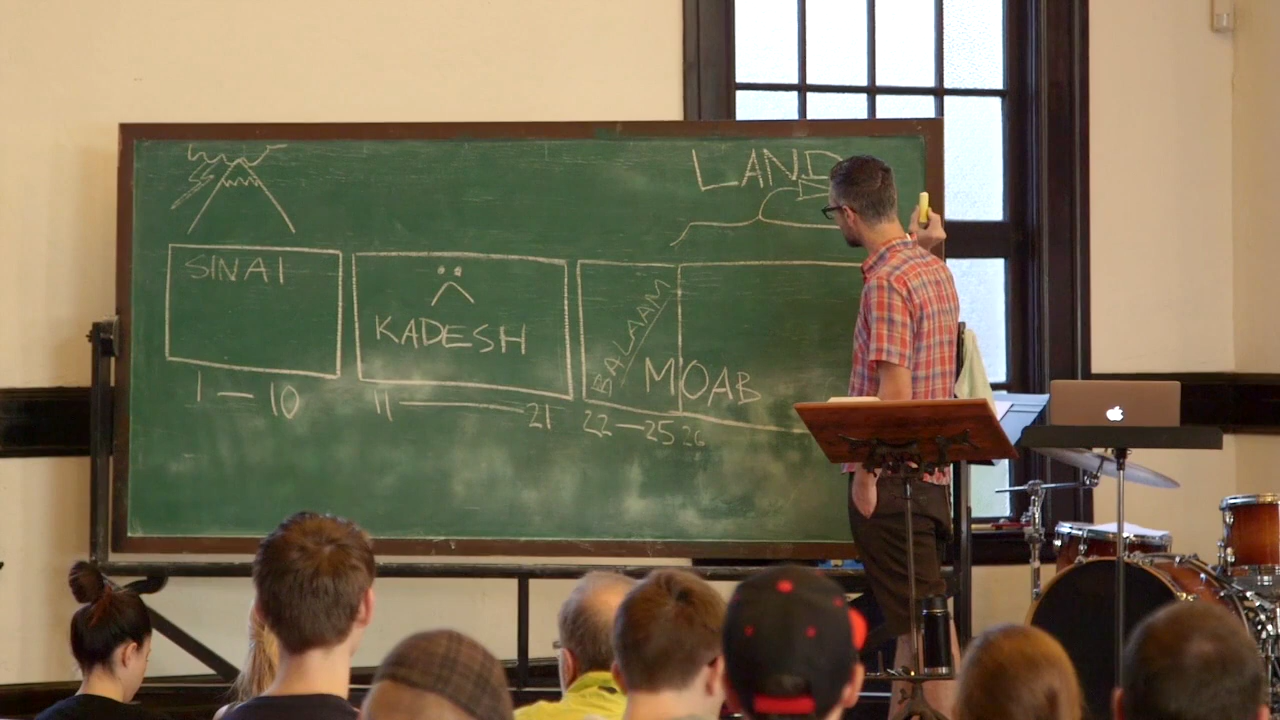 LAND
SINAI
KADESH
BALAAM
MOAB
1 — 10
11 — 21
22 — 25 26